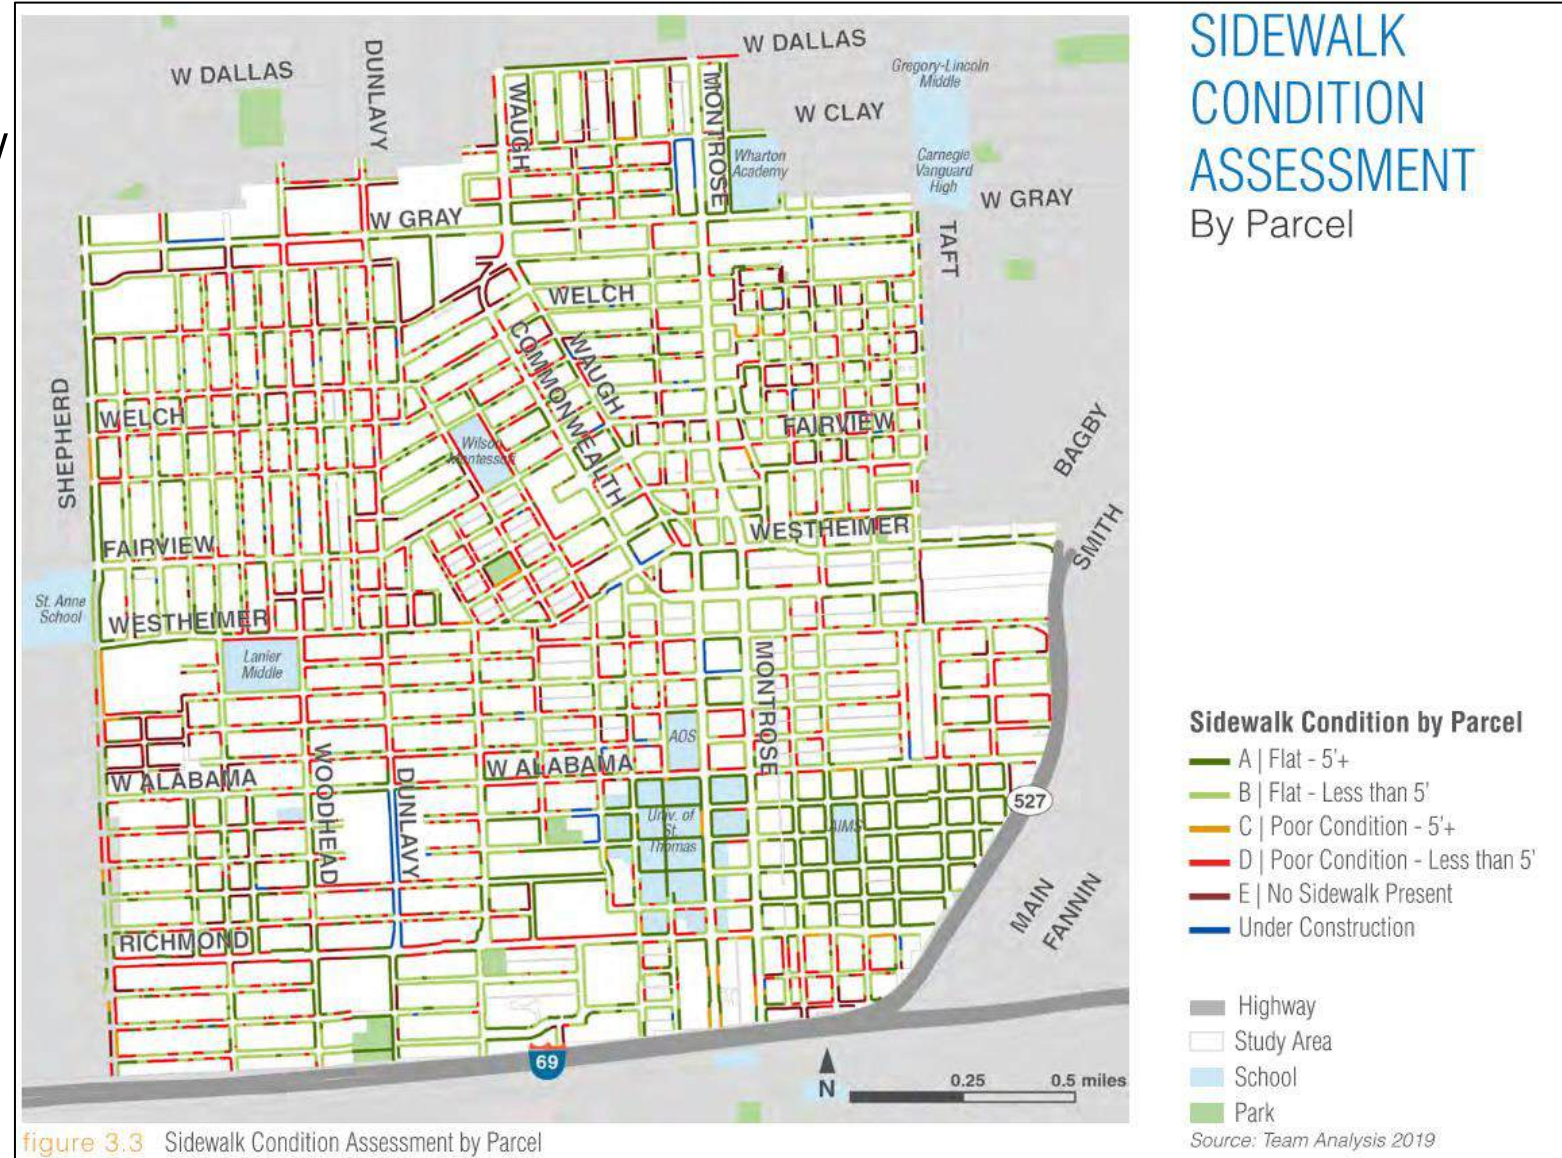 SIDEWALK
CONDITION
ASSESSMENT
By Parcel
W DALLAS
W DALLAS
DUNLAVY
WAUGH
MONTROSE
Gregory-Lincoln
Middle
W CLAY
Wharton
Academy
Carnegie
Vanguard
High
W GRAY
W GRAY
TAFT
WELCH
COMMONWEALTH
WAUGH
SHEPHERD
WELCH
Wilson
Montessori
FAIRVIEW
BAGBY
WESTHEIMER
SMITH
FAIRVIEW
St. Anne
School
WESTHEIMER
Lanier
Middle
MONTROSE
AOS
W ALABAMA
WOODHEAD
DUNLAVY
W ALABAMA
Univ. of
St.
Thomas
AIMS
527
MAIN
FANNIN
RICHMOND
69
N
0.25
0.5 miles
Sidewalk Condition by Parcel
A | Flat - 5'+
B | Flat - Less than 5'
C | Poor Condition - 5'+
D | Poor Condition - Less than 5'
E | No Sidewalk Present
Under Construction
Highway
Study Area
School
Park
Source: Team Analysis 2019
figure 3.3 Sidewalk Condition Assessment by Parcel